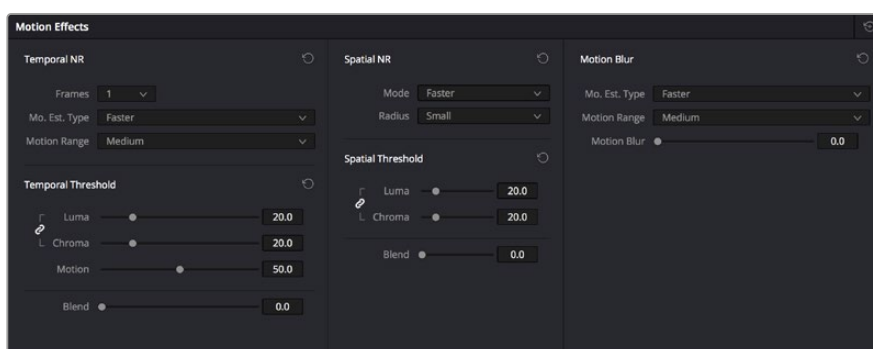 Motion Effects
Temporal NR
Frames 1
Mo. Est. Type Faster
Motion Range Medium
Temporal Threshold
Luma 20.0
Chroma 20.0
Motion 50.0
Blend 0.0
Spatial NR
Mode Faster
Radius Small
Spatial Threshold
Luma 20.0
Chroma 20.0
Blend 0.0
Motion Blur
Mo. Est. Type Faster
Motion Range Medium
Motion Blur 0.0